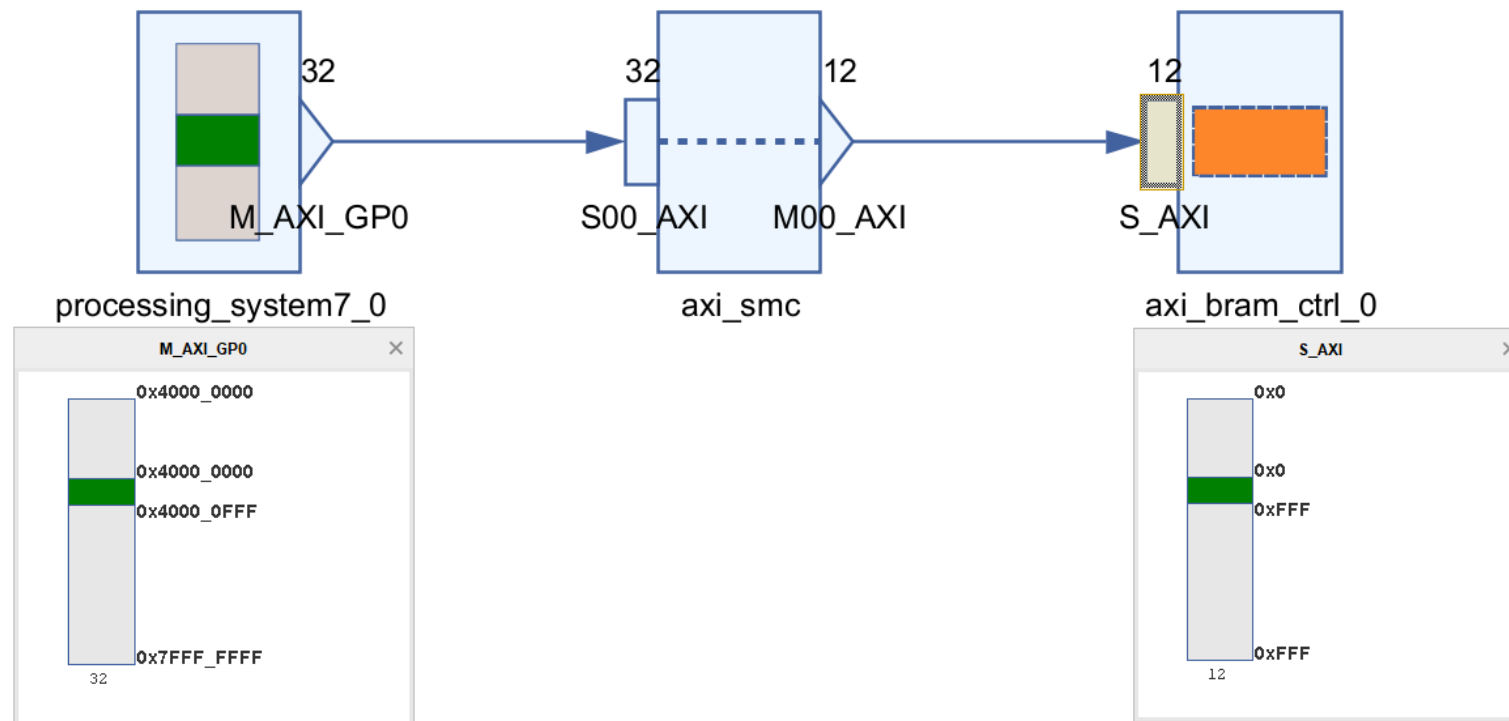 32
32
12
12
M_AXI_GP0
S00_AXI
M00_AXI
S_AXI
processing_system7_0
axi_smc
axi_bram_ctrl_0
M_AXI_GP0
0x4000_0000
0x4000_0000
0x4000_0FFF
0x7FFF_FFFF
32
S_AXI
0x0
0x0
0xFFF
0xFFF
12